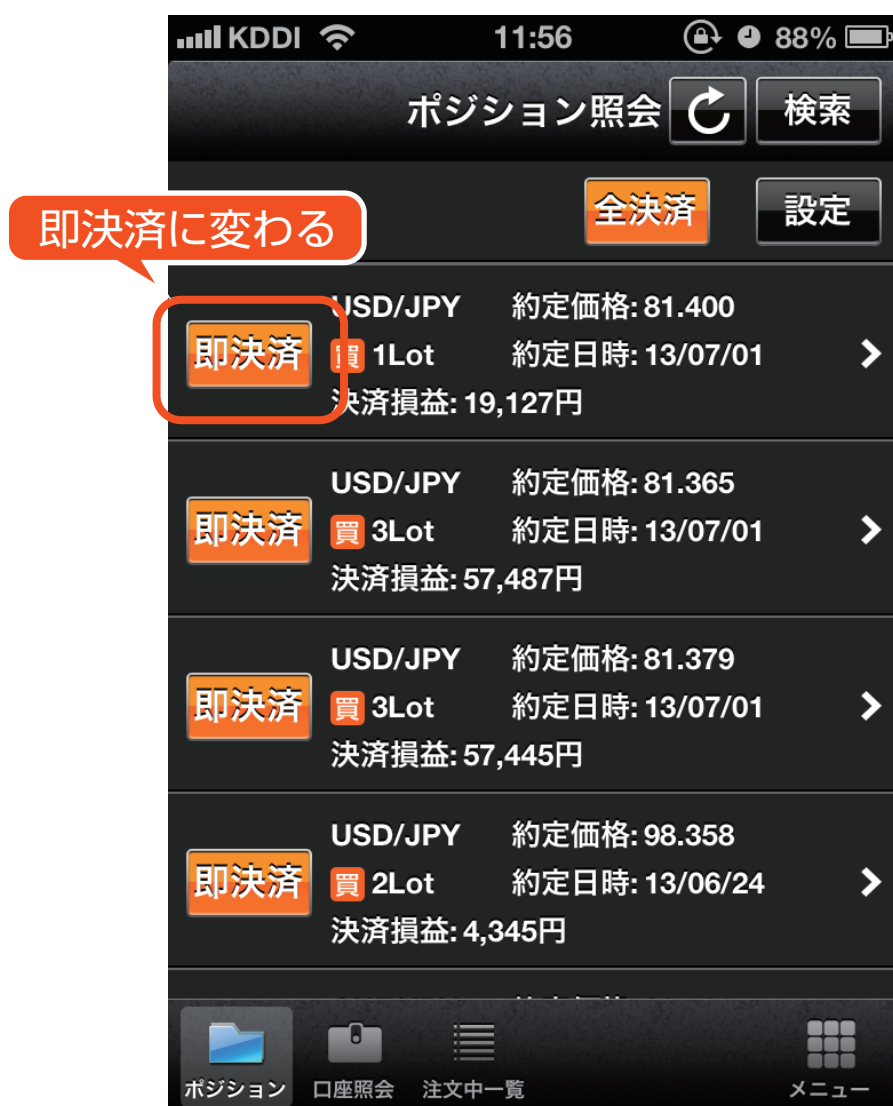 KDDI 11:56 88%
ポジション照会 検索
全決済 設定
即決済に変わる
USD/JPY 約定価格: 81.400
即決済 買 1Lot 約定日時: 13/07/01
決済損益: 19,127円
USD/JPY 約定価格: 81.365
即決済 買 3Lot 約定日時: 13/07/01
決済損益: 57,487円
USD/JPY 約定価格: 81.379
即決済 買 3Lot 約定日時: 13/07/01
決済損益: 57,445円
USD/JPY 約定価格: 98.358
即決済 買 2Lot 約定日時: 13/06/24
決済損益: 4,345円
ポジション 口座照会 注文中一覧 メニュー